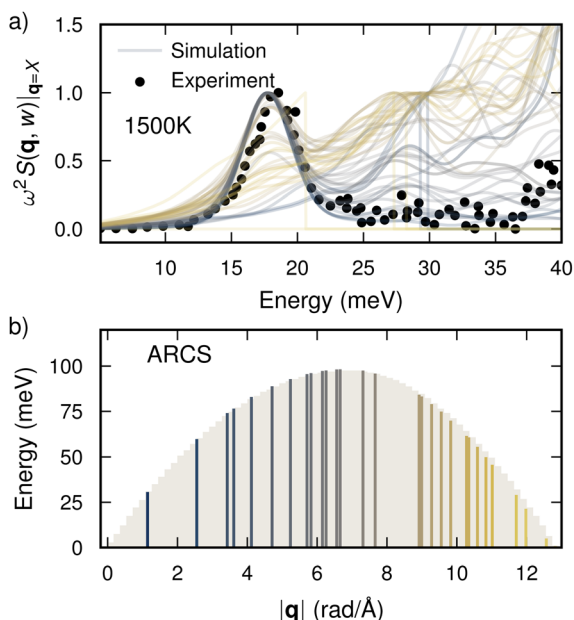 a)
1.5
1.0
0.5
0.0
ω²S(𝐪, w)|𝐪=X
Simulation
Experiment
1500K
10 15 20 25 30 35 40
Energy (meV)
b)
ARCS
100
75
50
25
0
Energy (meV)
0 2 4 6 8 10 12
|𝐪| (rad/Å)